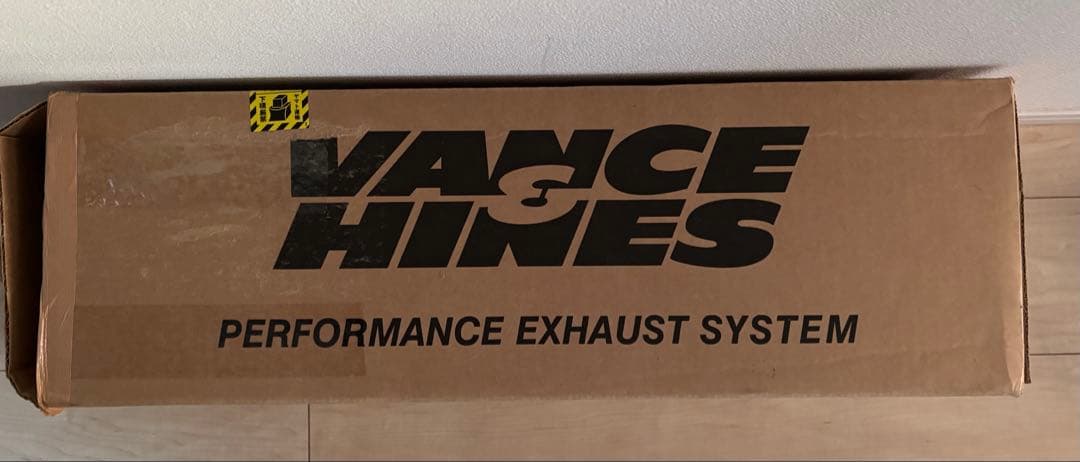 VANCE
&
HINES
PERFORMANCE EXHAUST SYSTEM